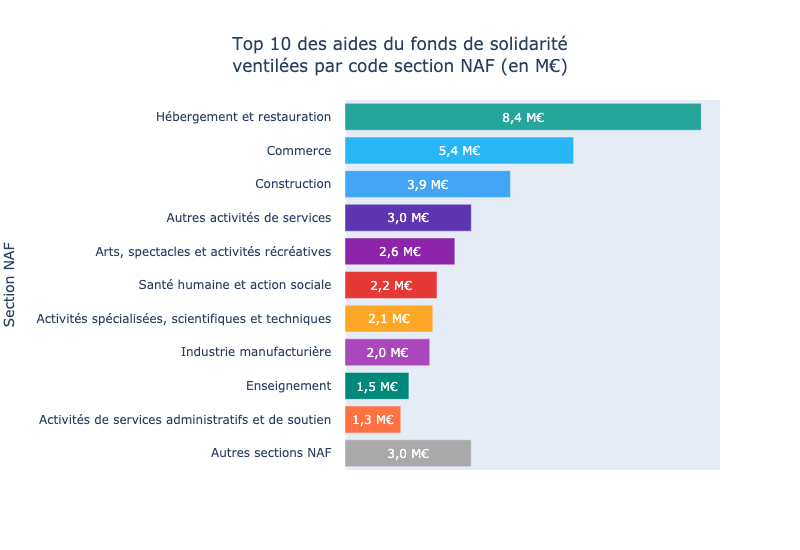 Top 10 des aides du fonds de solidarité
ventilées par code section NAF (en M€)
Section NAF
Hébergement et restauration 8,4 M€
Commerce 5,4 M€
Construction 3,9 M€
Autres activités de services 3,0 M€
Arts, spectacles et activités récréatives 2,6 M€
Santé humaine et action sociale 2,2 M€
Activités spécialisées, scientifiques et techniques 2,1 M€
Industrie manufacturière 2,0 M€
Enseignement 1,5 M€
Activités de services administratifs et de soutien 1,3 M€
Autres sections NAF 3,0 M€